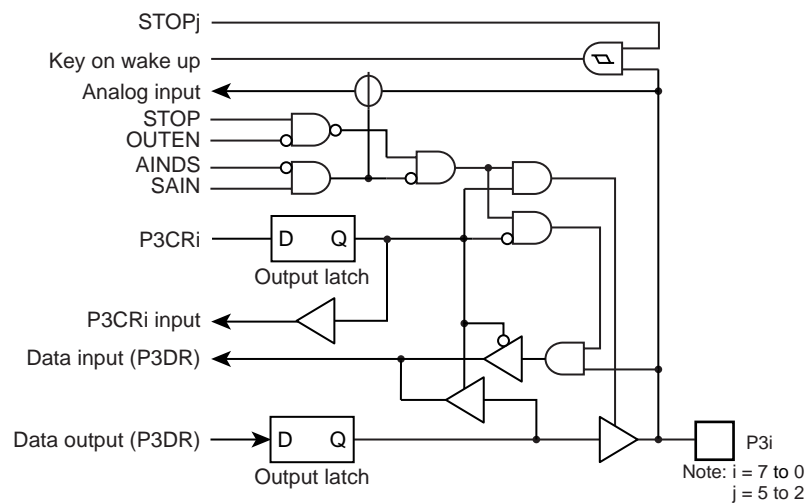 STOPj
Key on wake up
Analog input
STOP
OUTEN
AINDS
SAIN
P3CRi
D Q
Output latch
P3CRi input
Data input (P3DR)
Data output (P3DR)
D Q
Output latch
P3i
Note: i = 7 to 0
j = 5 to 2